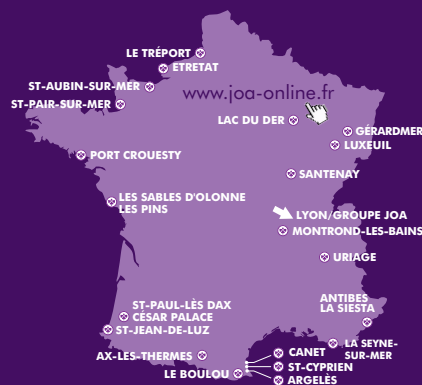 LE TRÉPORT
ETRETAT
ST-AUBIN-SUR-MER
www.joa-online.fr
ST-PAIR-SUR-MER
LAC DU DER
GÉRARDMER
LUXEUIL
PORT CROUESTY
SANTENAY
LES SABLES D'OLONNE
LES PINS
LYON/GROUPE JOA
MONTROND-LES-BAINS
URIAGE
ST-PAUL-LÈS DAX
CÉSAR PALACE
ST-JEAN-DE-LUZ
ANTIBES
LA SIESTA
LA SEYNE-
SUR-MER
AX-LES-THERMES
CANET
LE BOULOU
ST-CYPRIEN
ARGELÈS